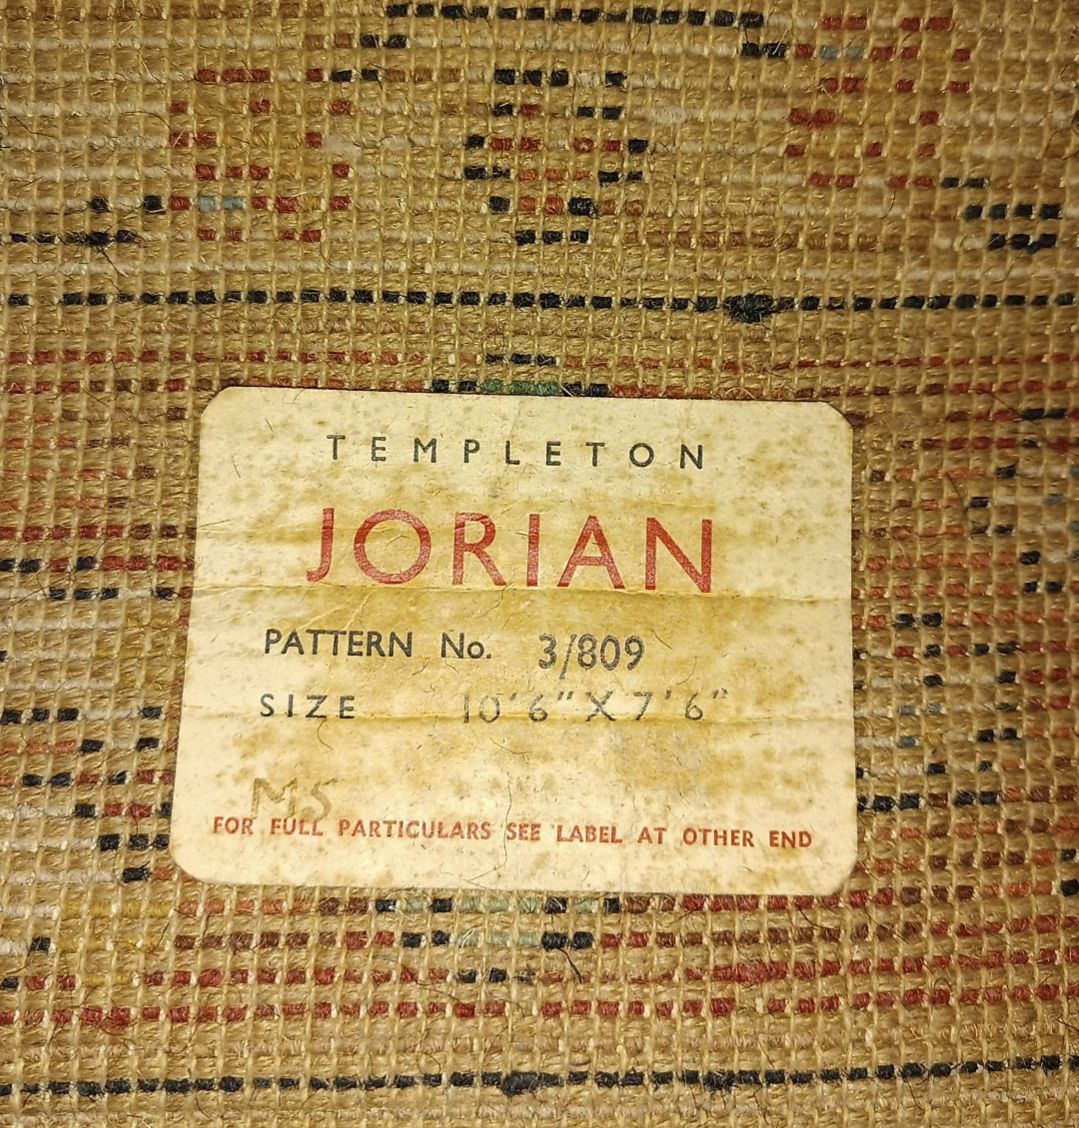 TEMPLETON
JORIAN
PATTERN No. 3/809
SIZE 10'6" X 7'6"
MS
FOR FULL PARTICULARS SEE LABEL AT OTHER END